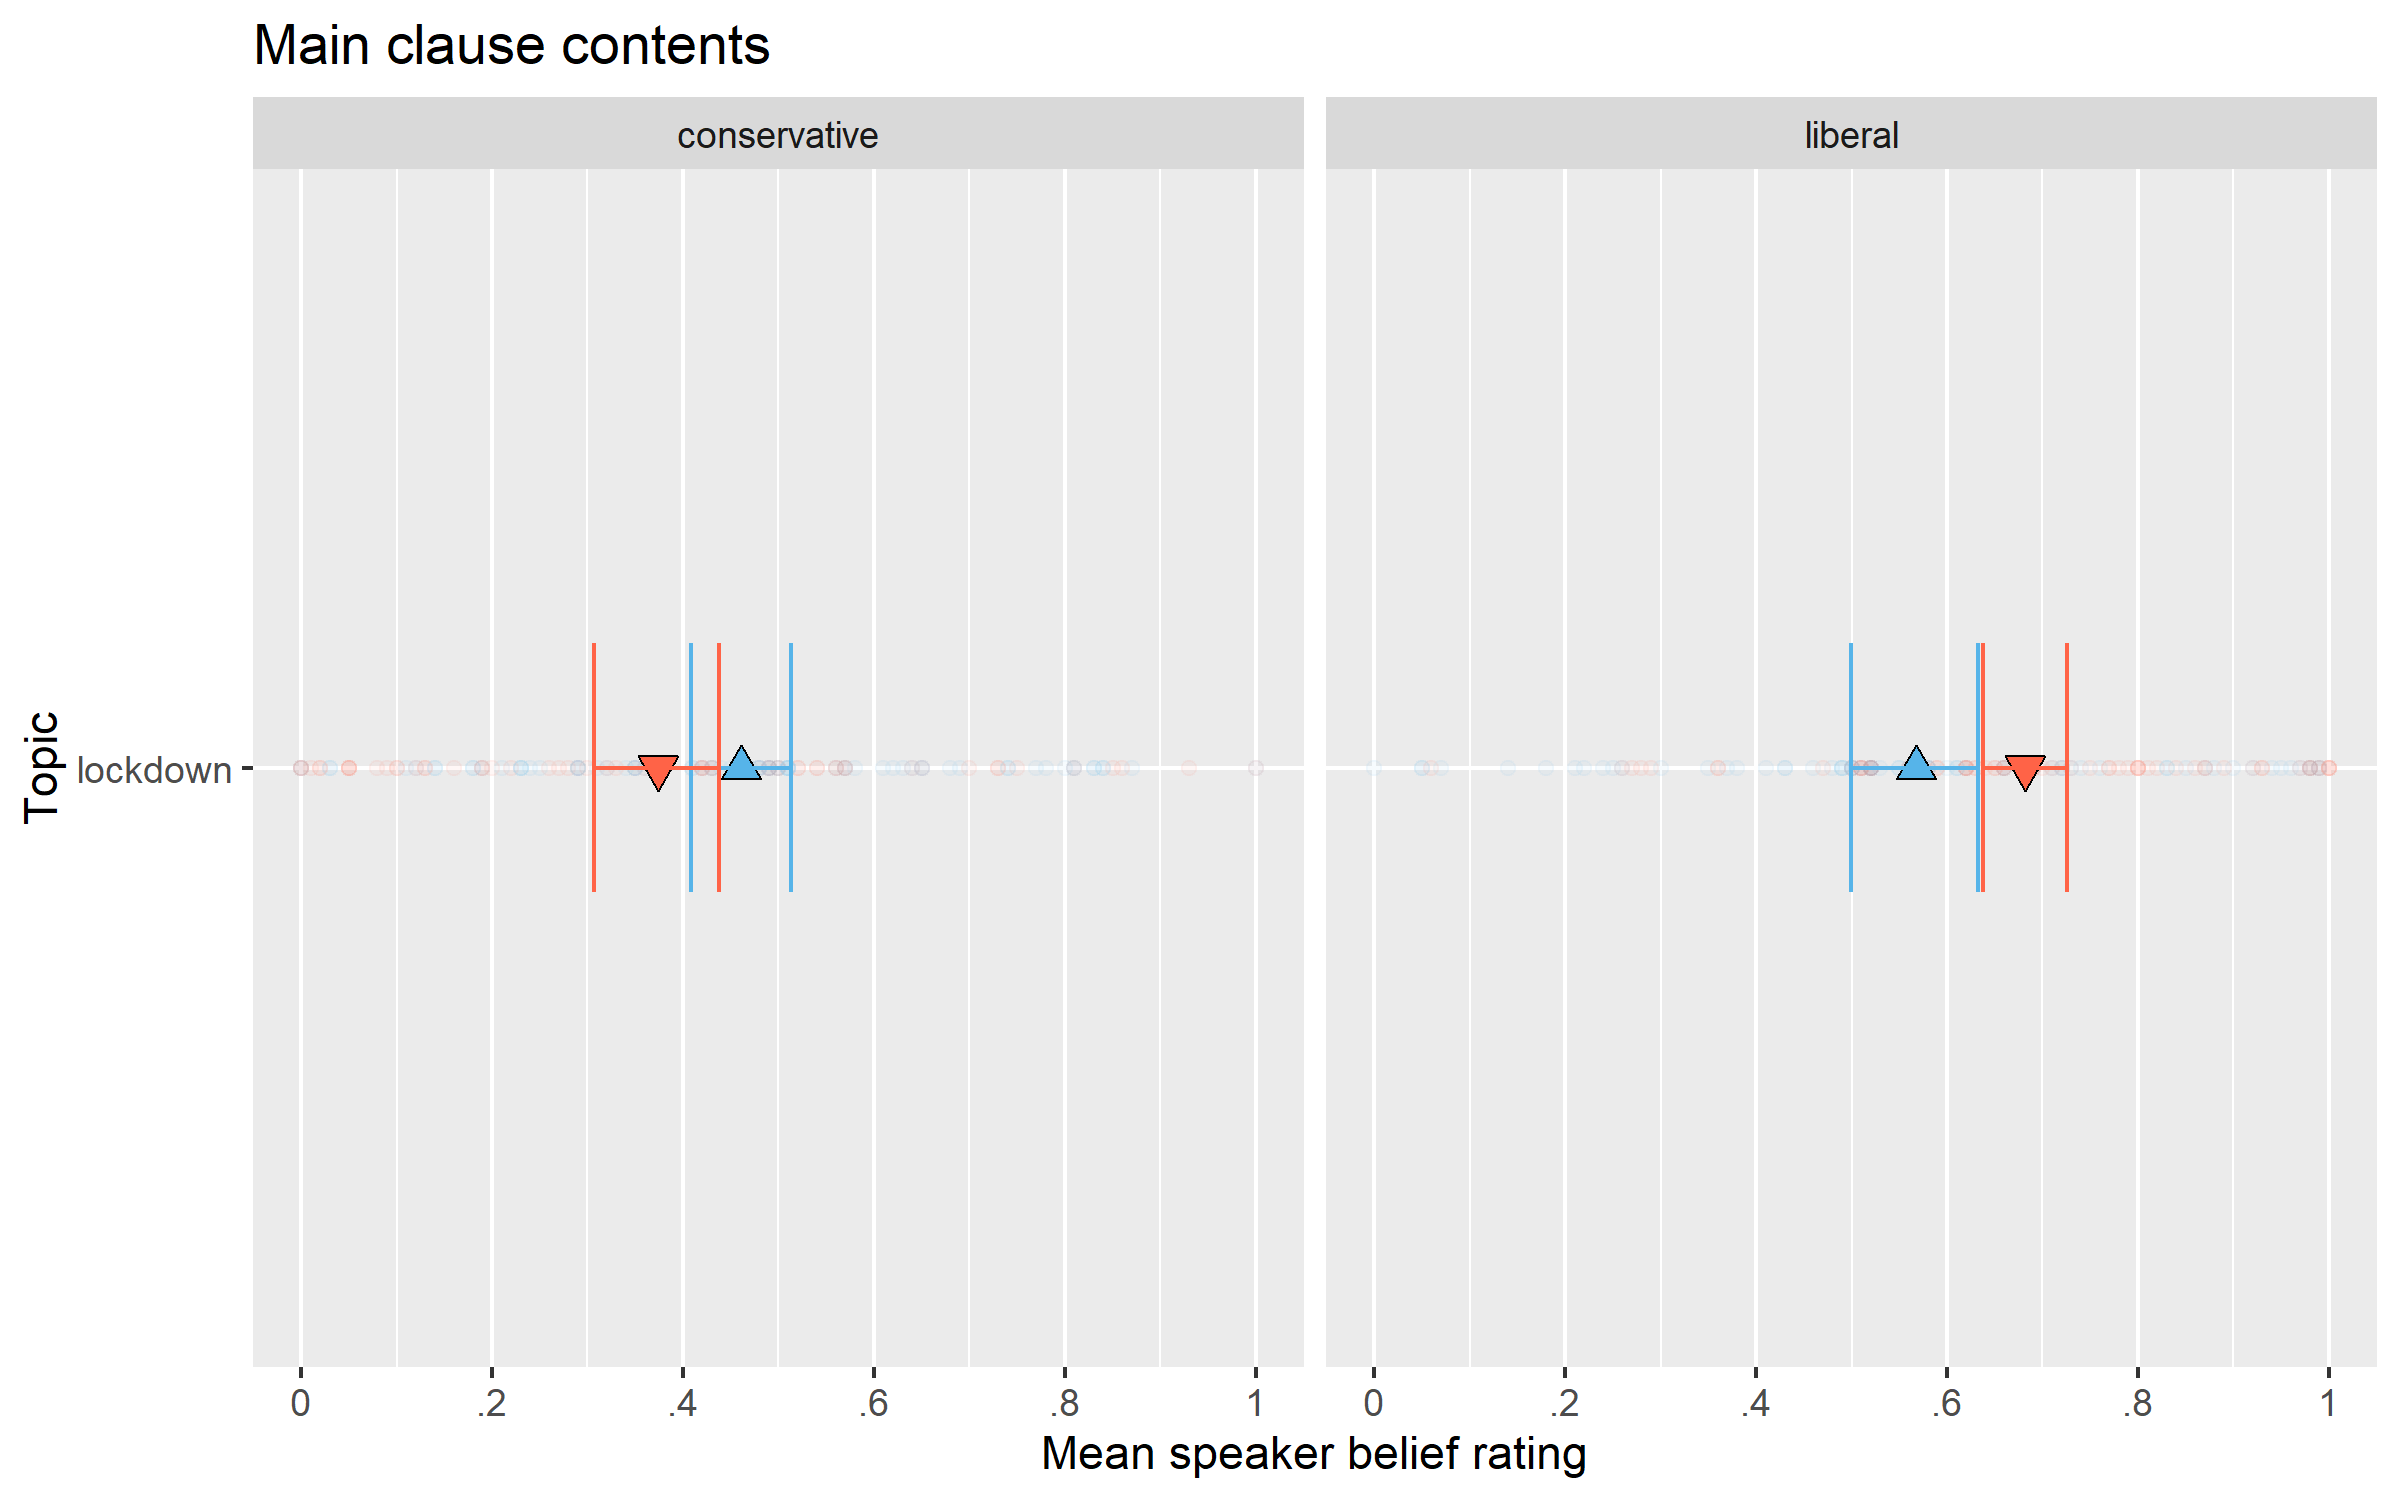 Main clause contents
conservative
liberal
Topic
lockdown
0 .2 .4 .6 .8 1
0 .2 .4 .6 .8 1
Mean speaker belief rating